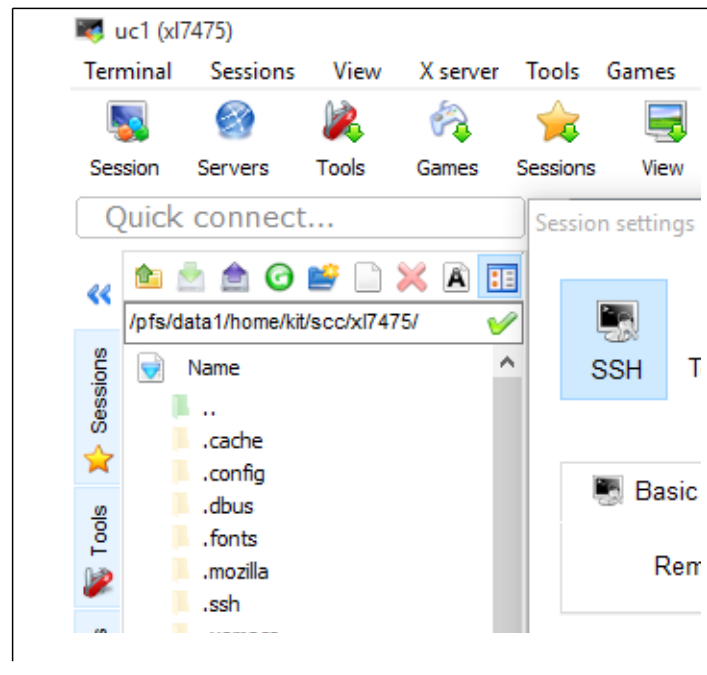 uc1 (xl7475)
Terminal Sessions View X server Tools Games
Session Servers Tools Games Sessions View
Quick connect...
Session settings
/pfs/data1/home/kit/scc/xl7475/
Sessions
Name
SSH
..
.cache
.config
Basic
.dbus
Tools
.fonts
.mozilla
.ssh